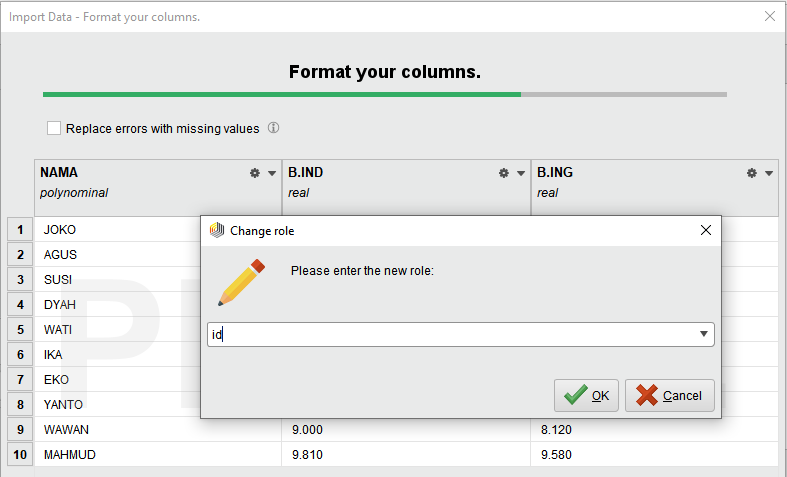 Import Data - Format your columns.
Format your columns.
Replace errors with missing values
NAMA B.IND B.ING
polynominal real real
Change role
Please enter the new role:
id
OK Cancel
1 JOKO
2 AGUS
3 SUSI
4 DYAH
5 WATI
6 IKA
7 EKO
8 YANTO
9 WAWAN 9.000 8.120
10 MAHMUD 9.810 9.580